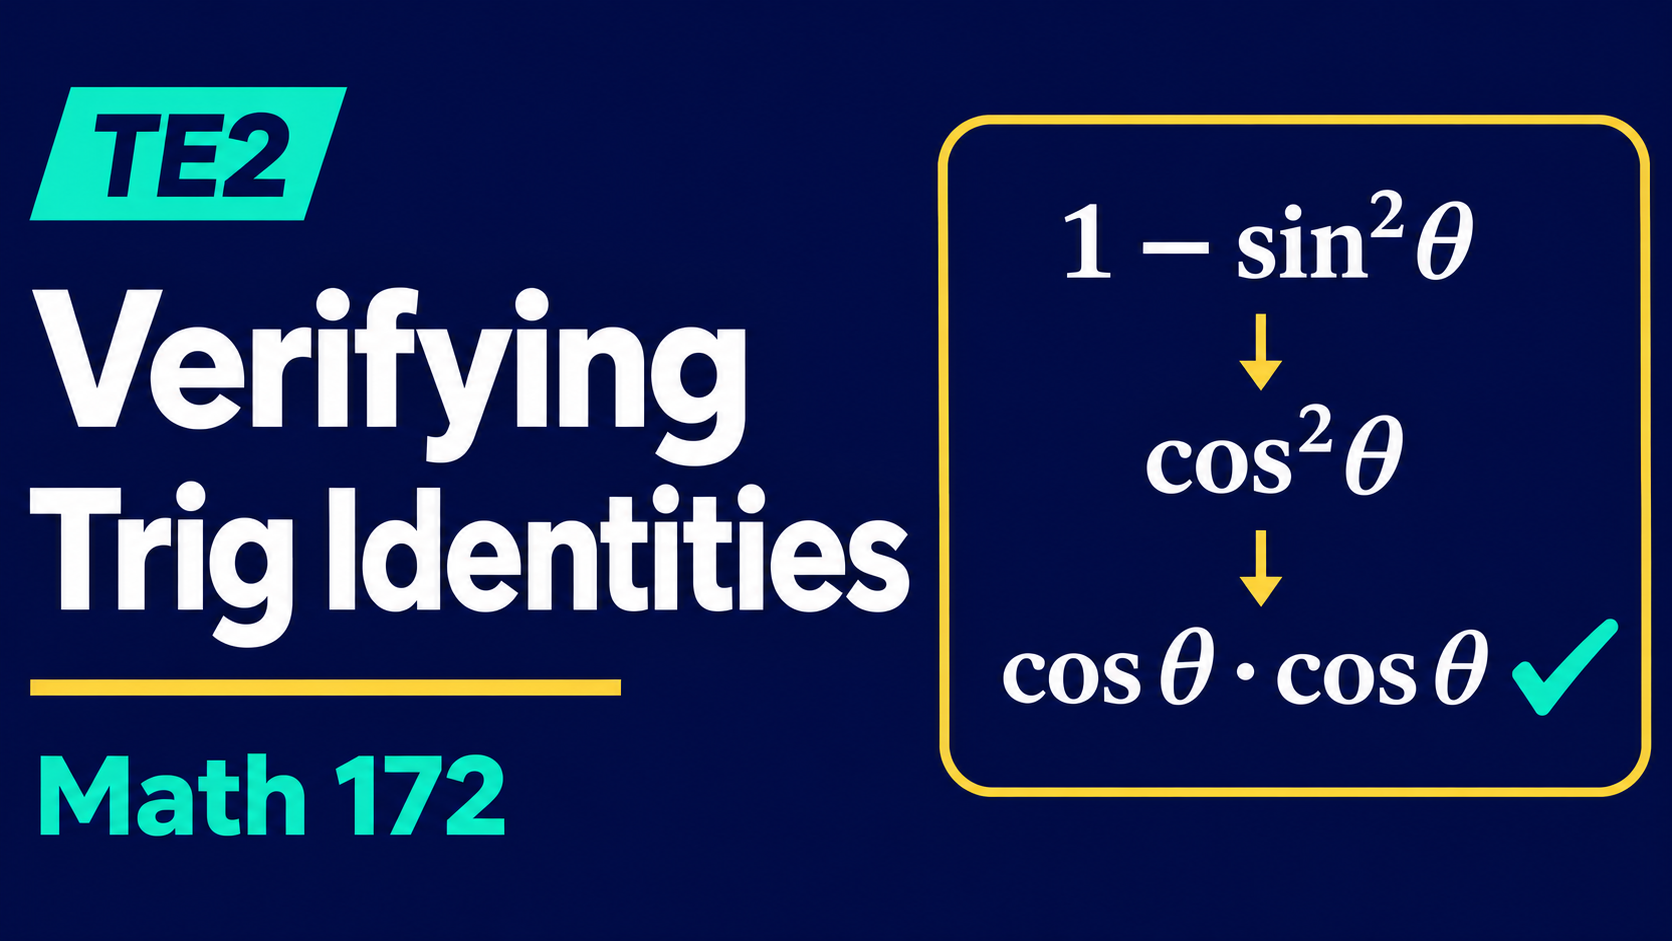 TE2
Verifying
Trig Identities
Math 172
1 − sin²θ
cos²θ
cos θ · cos θ